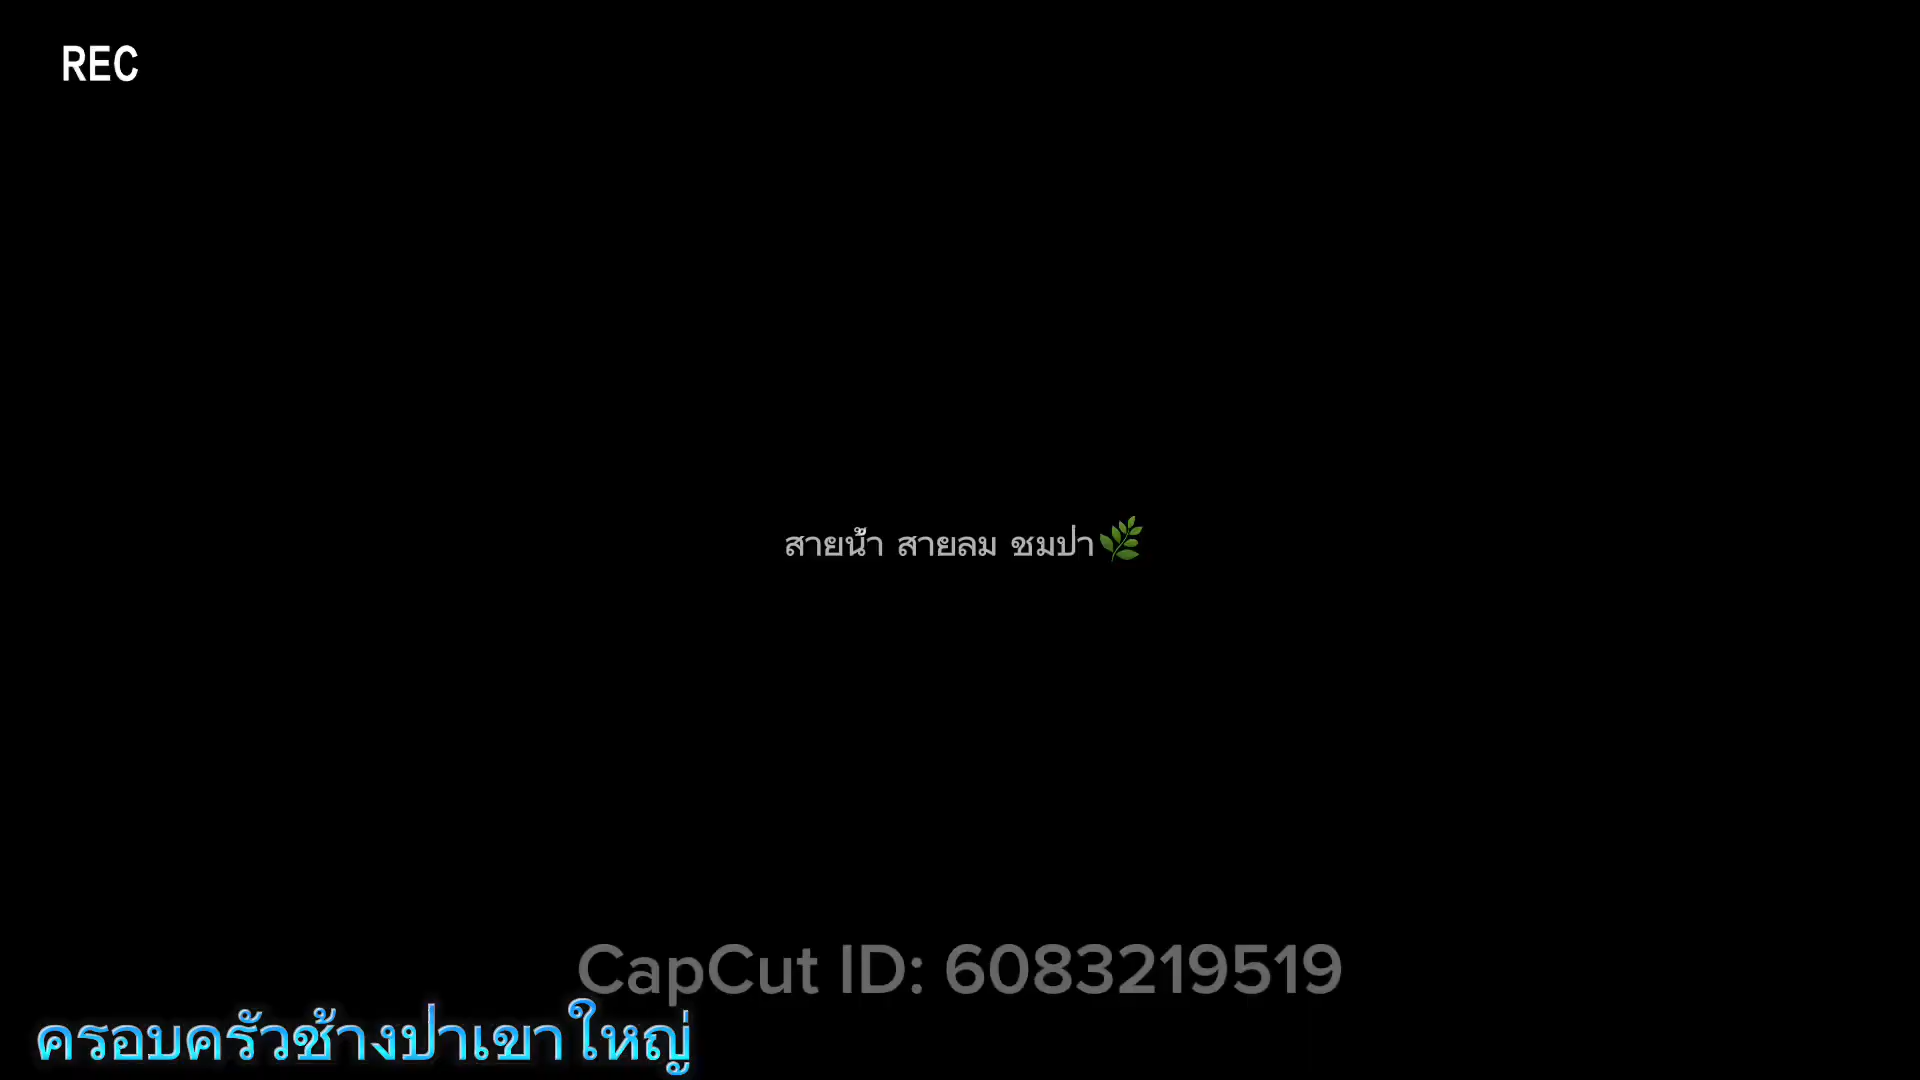 REC
สายน้ำ สายลม ชมป่า🌿
CapCut ID: 6083219519
ครอบครัวช้างป่าเขาใหญ่